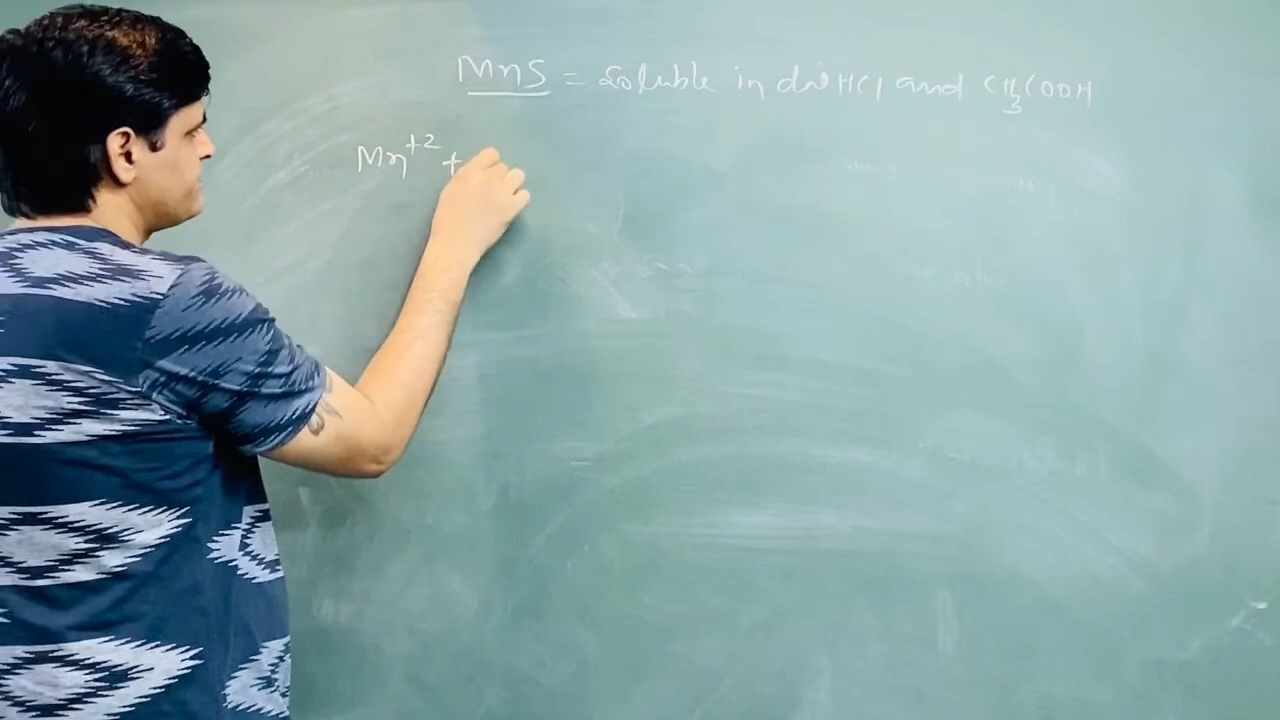 MnS = Soluble in dil HCl and CH3COOH
Mn+2 +